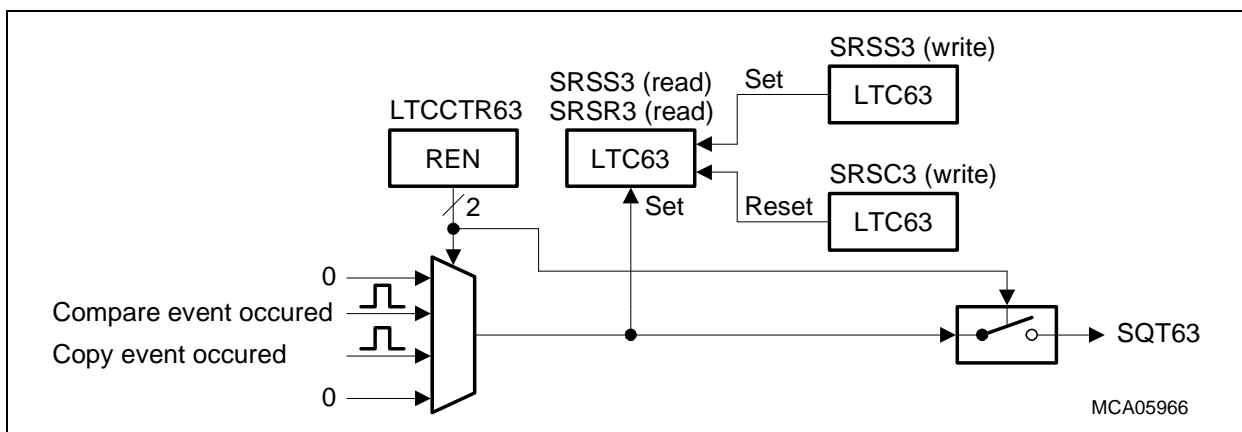 SRSS3 (write)
LTC63
Set
SRSS3 (read)
SRSR3 (read)
LTC63
LTCCTR63
REN
2
SRSC3 (write)
LTC63
Reset
Set
0
Compare event occured
Copy event occured
0
SQT63
MCA05966